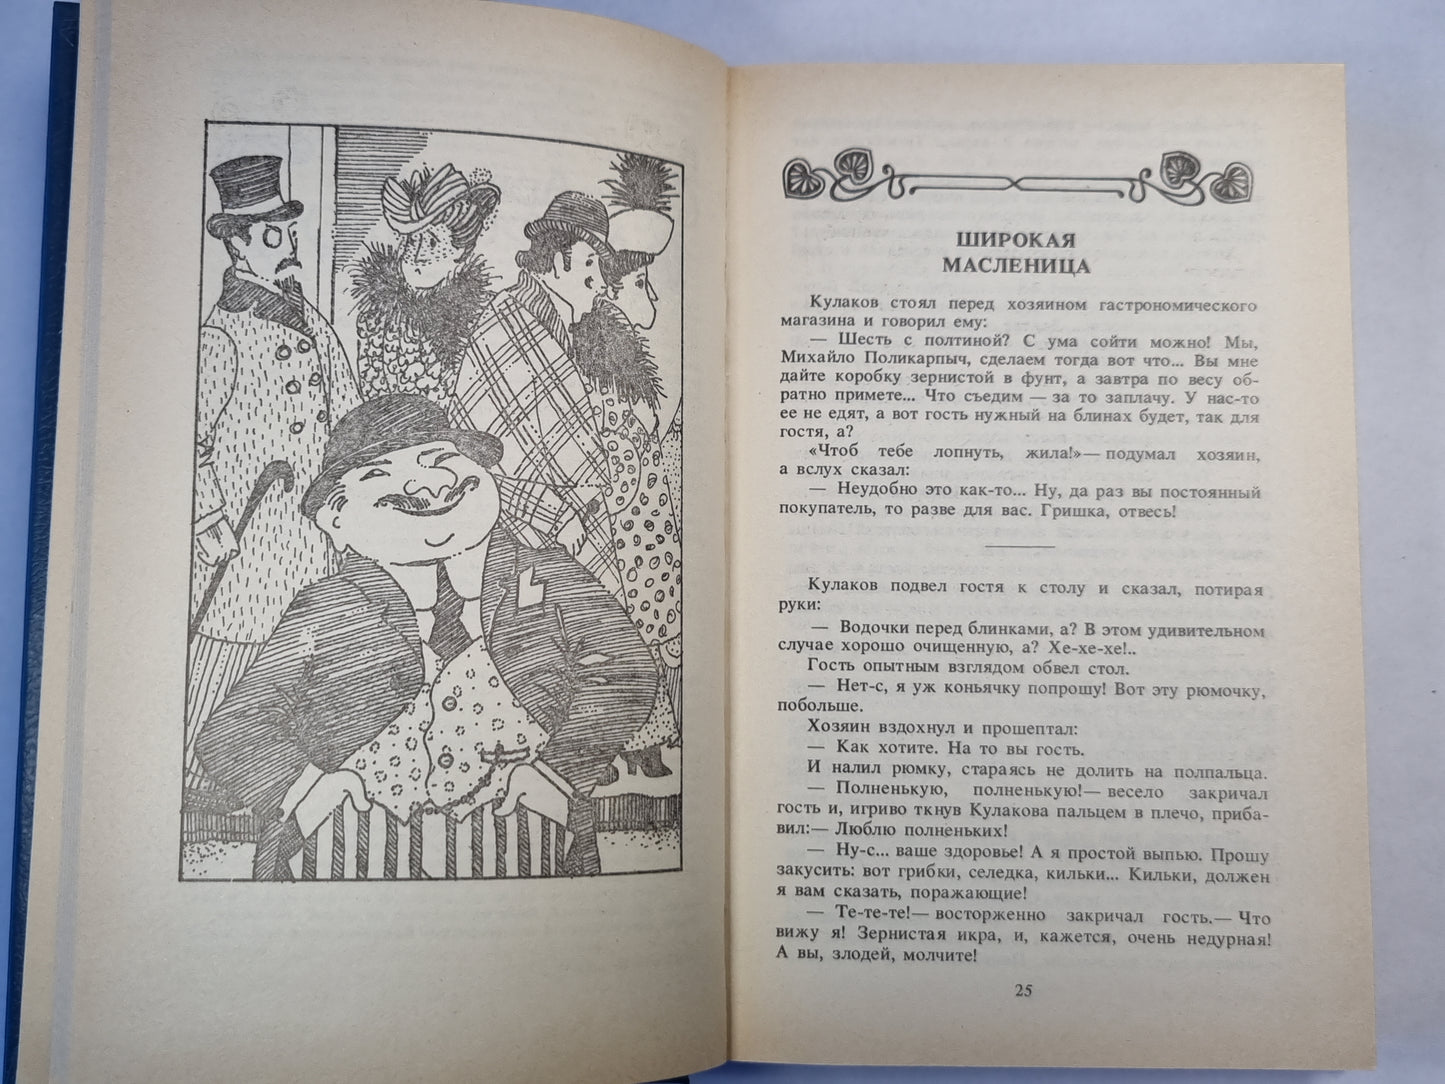 ШИРОКАЯ
МАСЛЕНИЦА
Кулаков стоял перед хозяином гастрономического
магазина и говорил ему:
— Шесть с полтиной? С ума сойти можно! Мы,
Михайло Поликарпыч, сделаем тогда вот что... Вы мне
дайте коробку зернистой в фунт, а завтра по весу об-
ратно примете... Что съедим — за то заплачу. У нас-то
ее не едят, а вот гость нужный на блинах будет, так для
гостя, а?
«Чтоб тебе лопнуть, жила!»— подумал хозяин,
а вслух сказал:
— Неудобно это как-то... Ну, да раз вы постоянный
покупатель, то разве для вас. Гришка, отвесь!
Кулаков подвел гостя к столу и сказал, потирая
руки:
— Водочки перед блинками, а? В этом удивительном
случае хорошо очищенную, а? Хе-хе-хе!..
Гость опытным взглядом обвел стол.
— Нет-с, я уж коньячку попрошу! Вот эту рюмочку,
побольше.
Хозяин вздохнул и прошептал:
— Как хотите. На то вы гость.
И налил рюмку, стараясь не долить на полпальца.
— Полненькую, полненькую!— весело закричал
гость и, игриво ткнув Кулакова пальцем в плечо, приба-
вил:— Люблю полненьких!
— Ну-с... ваше здоровье! А я простой выпью. Прошу
закусить: вот грибки, селедка, кильки... Кильки, должен
я вам сказать, поражающие!
— Те-те-те!— восторженно закричал гость.— Что
вижу я! Зернистая икра, и, кажется, очень недурная!
А вы, злодей, молчите!
25